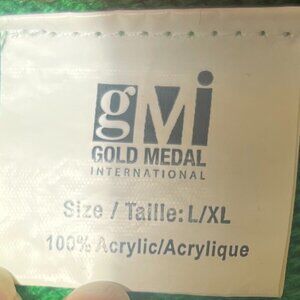 gMi
GOLD MEDAL
INTERNATIONAL
Size / Taille: L/XL
100% Acrylic/Acrylique